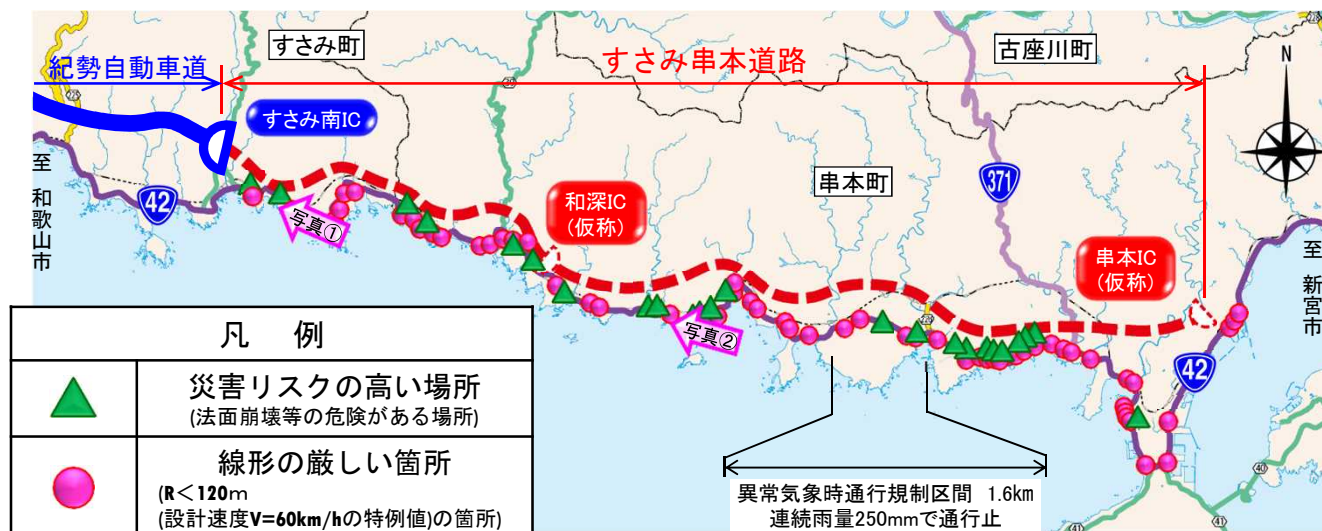 紀勢自動車道
すさみ町
すさみ串本道路
古座川町
N
すさみ南IC
至 和歌山市
42
写真①
和深IC
(仮称)
串本町
371
串本IC
(仮称)
至 新宮市
42
写真②
凡 例
災害リスクの高い場所
(法面崩壊等の危険がある場所)
線形の厳しい箇所
(R<120m
(設計速度V=60km/hの特例値)の箇所)
異常気象時通行規制区間 1.6km
連続雨量250mmで通行止
40
41
41